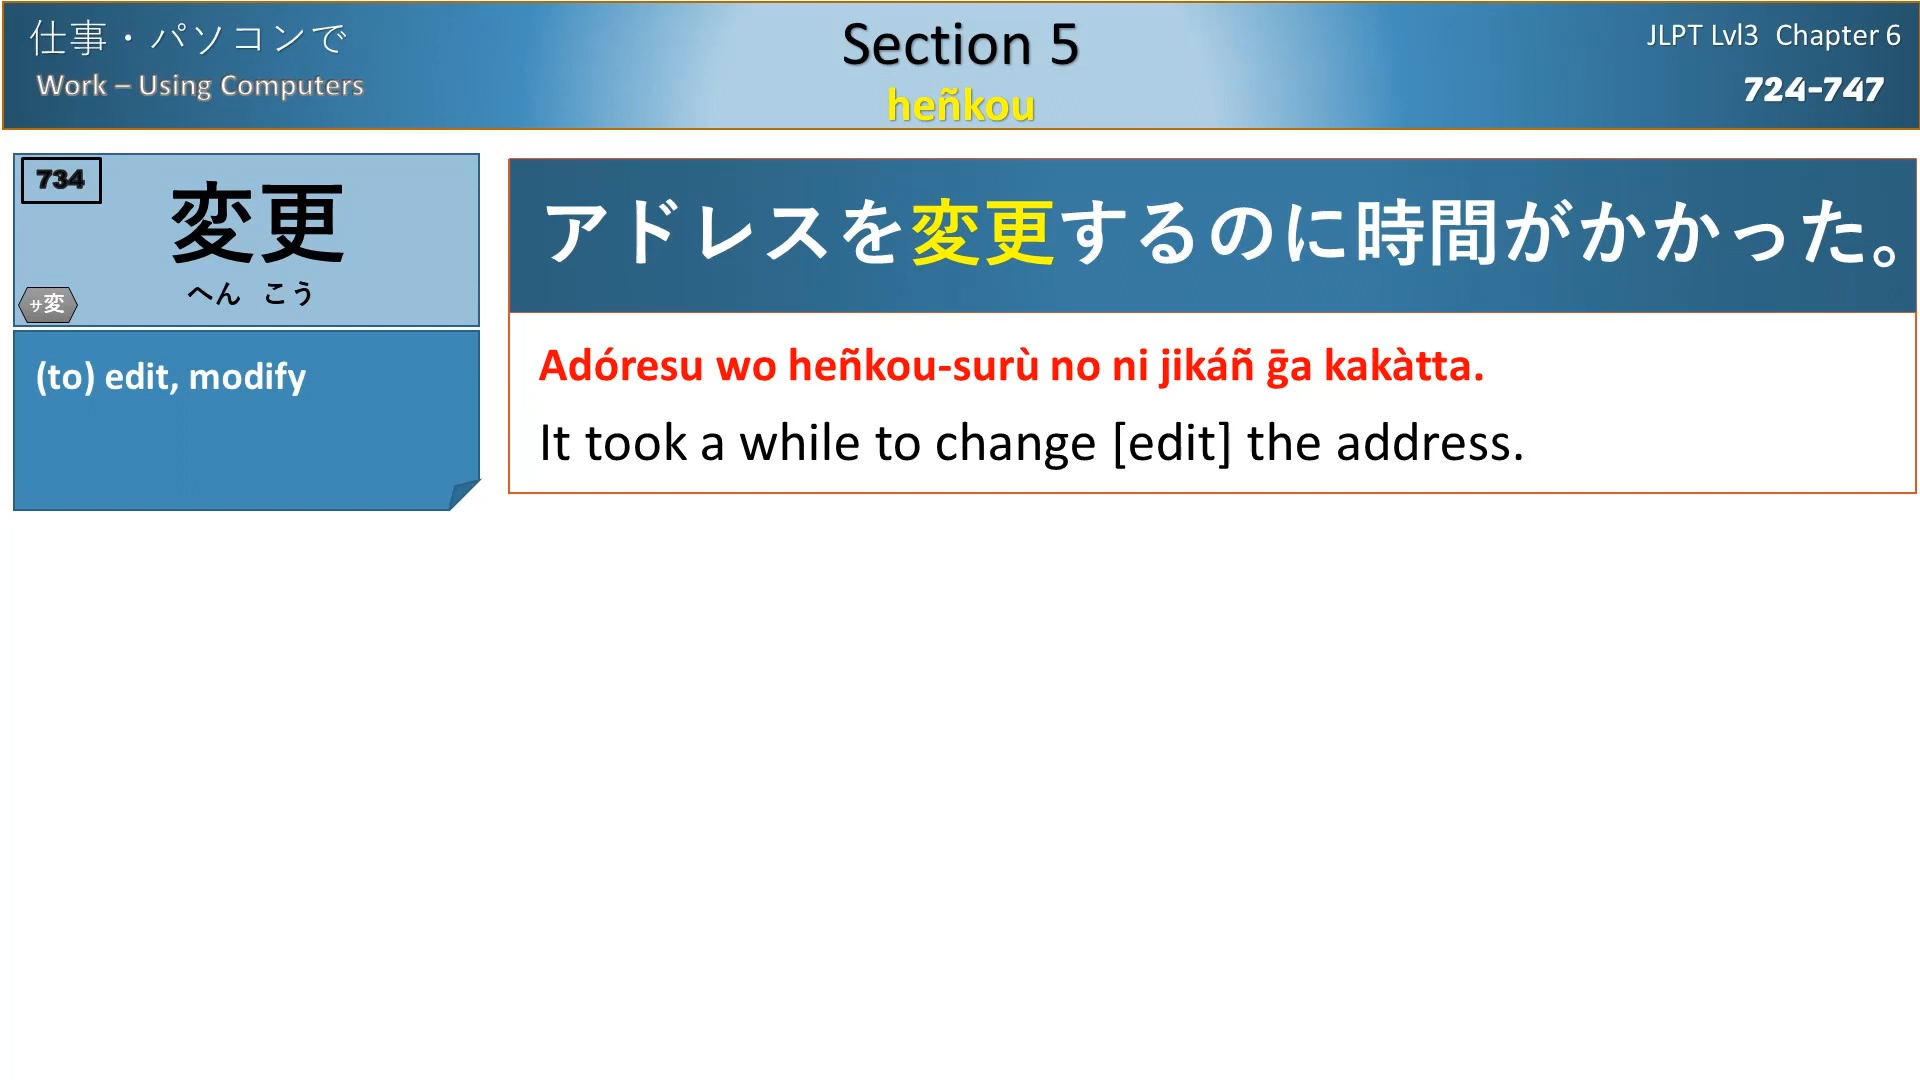 仕事・パソコンで
Work – Using Computers
Section 5
heñkou
JLPT Lvl3 Chapter 6
724-747
734
変更
へん こう
サ変
(to) edit, modify
アドレスを変更するのに時間がかかった。
Adóresu wo heñkou-surù no ni jikáñ ḡa kakàtta.
It took a while to change [edit] the address.